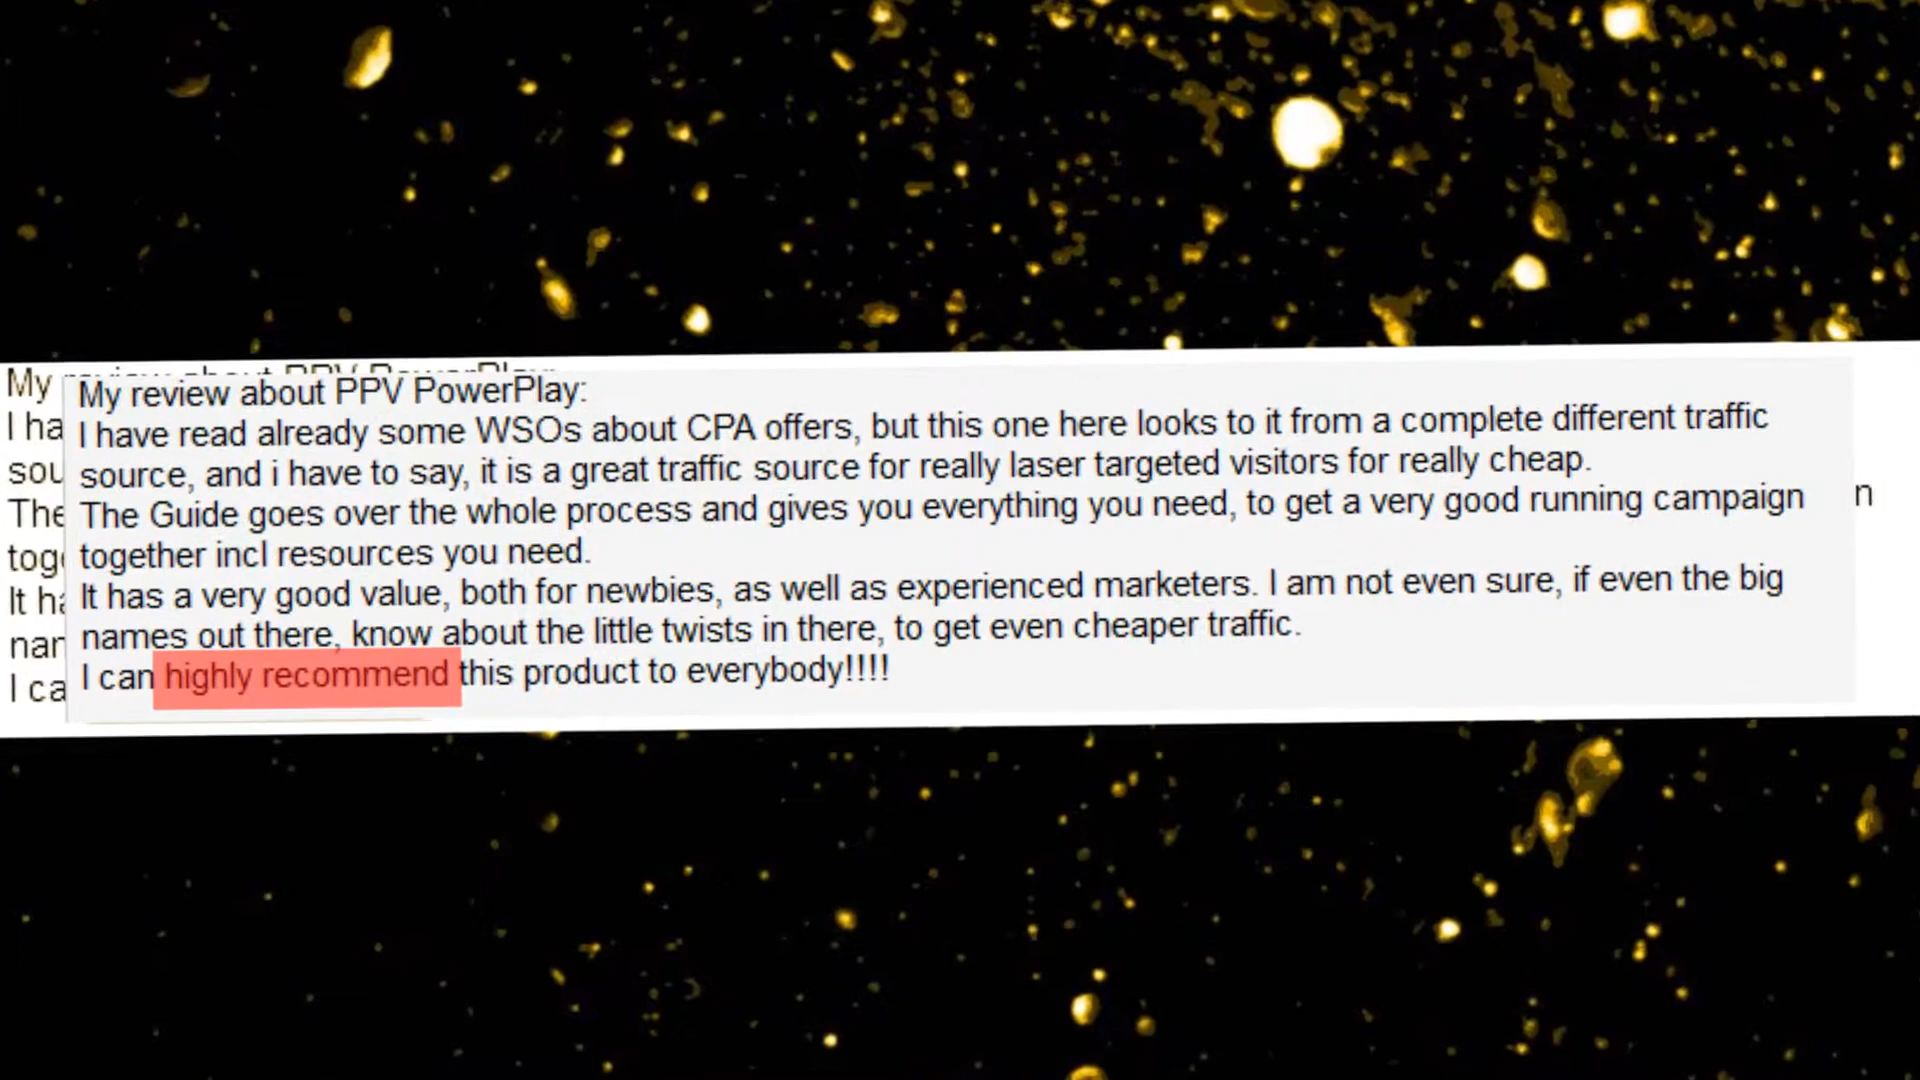 My review about PPV PowerPlay:
I have read already some WSOs about CPA offers, but this one here looks to it from a complete different traffic
source, and i have to say, it is a great traffic source for really laser targeted visitors for really cheap.
The Guide goes over the whole process and gives you everything you need, to get a very good running campaign
together incl resources you need.
It has a very good value, both for newbies, as well as experienced marketers. I am not even sure, if even the big
names out there, know about the little twists in there, to get even cheaper traffic.
I can highly recommend this product to everybody!!!!